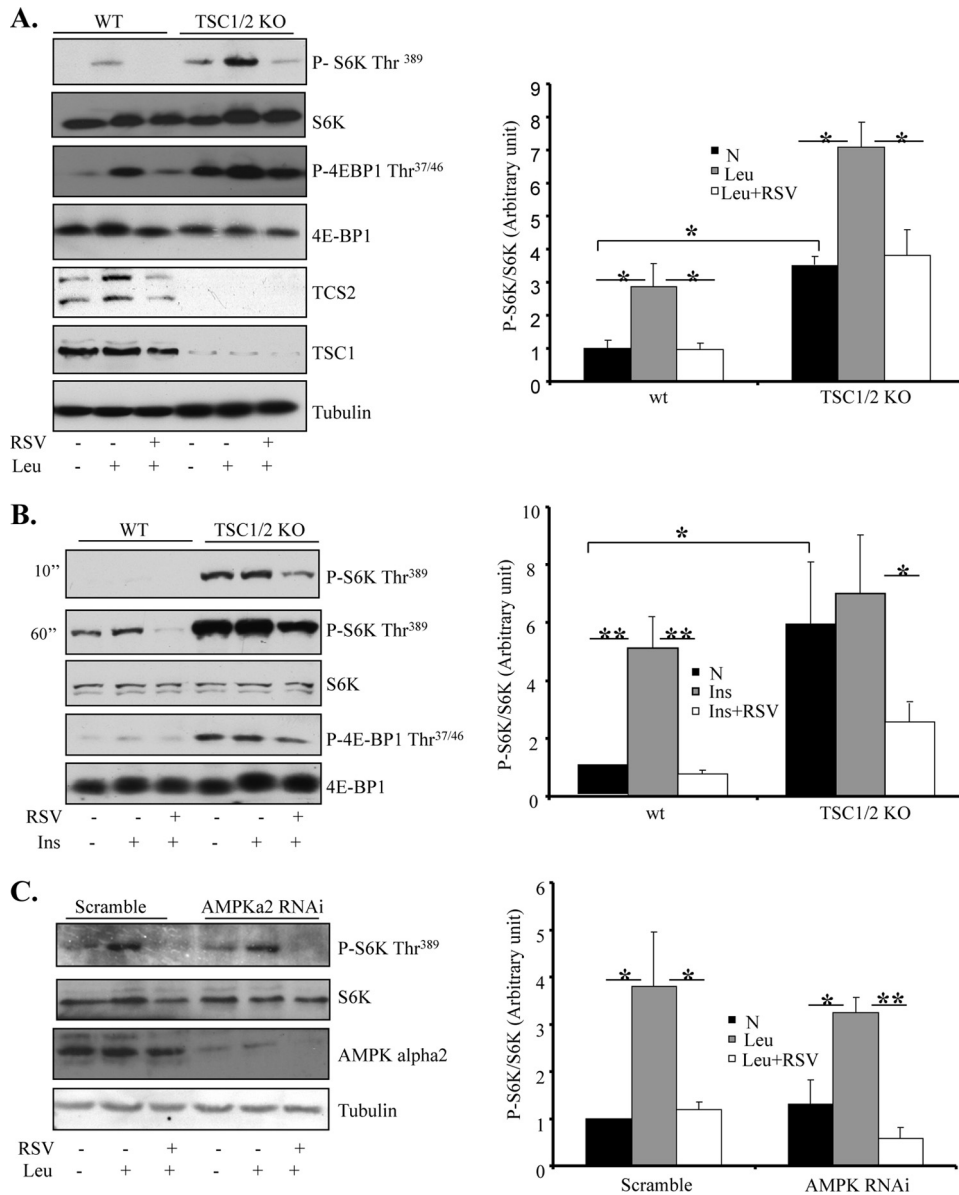 A.
WT TSC1/2 KO
P- S6K Thr 389
S6K
P-4EBP1 Thr37/46
4E-BP1
TCS2
TSC1
Tubulin
RSV - - + - - +
Leu - + + - + +
P-S6K/S6K (Arbitrary unit)
9
8
7
6
5
4
3
2
1
0
N
Leu
Leu+RSV
* * * * *
wt TSC1/2 KO
B.
WT TSC1/2 KO
10” P-S6K Thr389
60” P-S6K Thr389
S6K
P-4E-BP1 Thr37/46
4E-BP1
RSV - - + - - +
Ins - + + - + +
P-S6K/S6K (Arbitrary unit)
10
8
6
4
2
0
N
Ins
Ins+RSV
* ** ** *
wt TSC1/2 KO
C.
Scramble AMPKa2 RNAi
P-S6K Thr389
S6K
AMPK alpha2
Tubulin
RSV - - + - - +
Leu - + + - + +
P-S6K/S6K (Arbitrary unit)
6
5
4
3
2
1
0
N
Leu
Leu+RSV
* * * **
Scramble AMPK RNAi